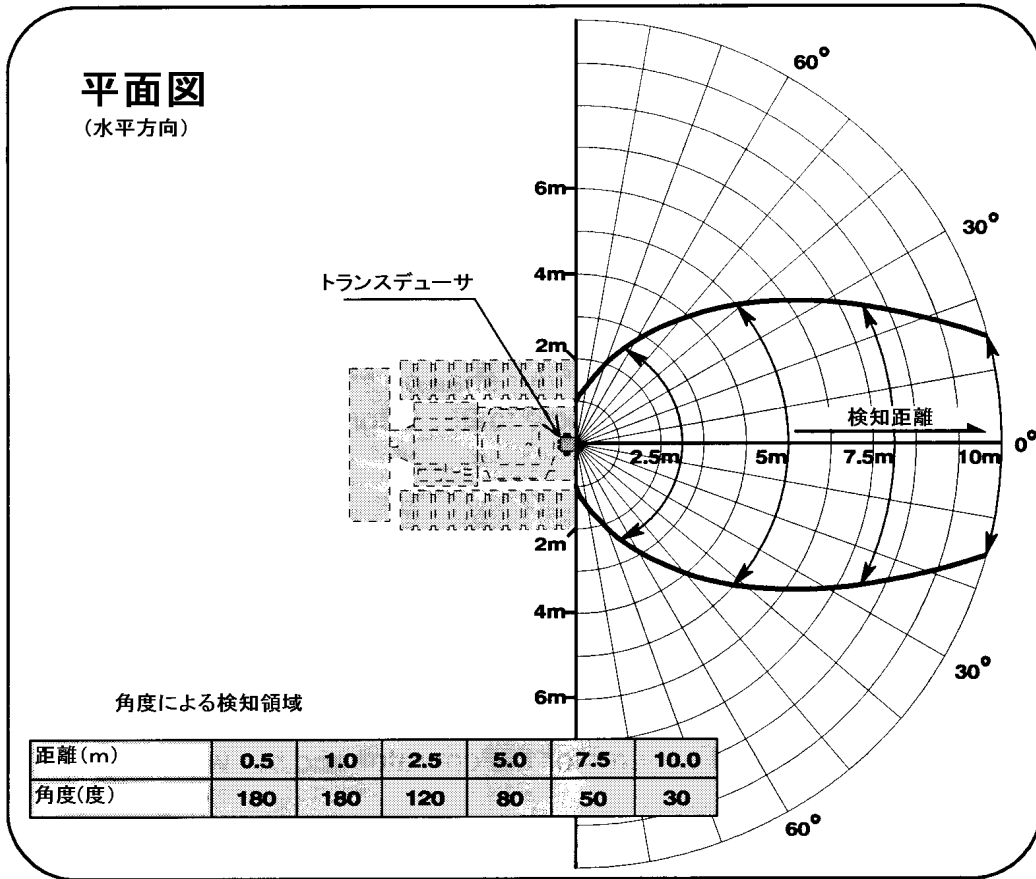 平面図
(水平方向)
60°
6m
30°
4m
トランスデューサ
2m
検知距離
0°
2.5m 5m 7.5m 10m
2m
4m
30°
6m
角度による検知領域
距離(m) 0.5 1.0 2.5 5.0 7.5 10.0
角度(度) 180 180 120 80 50 30
60°